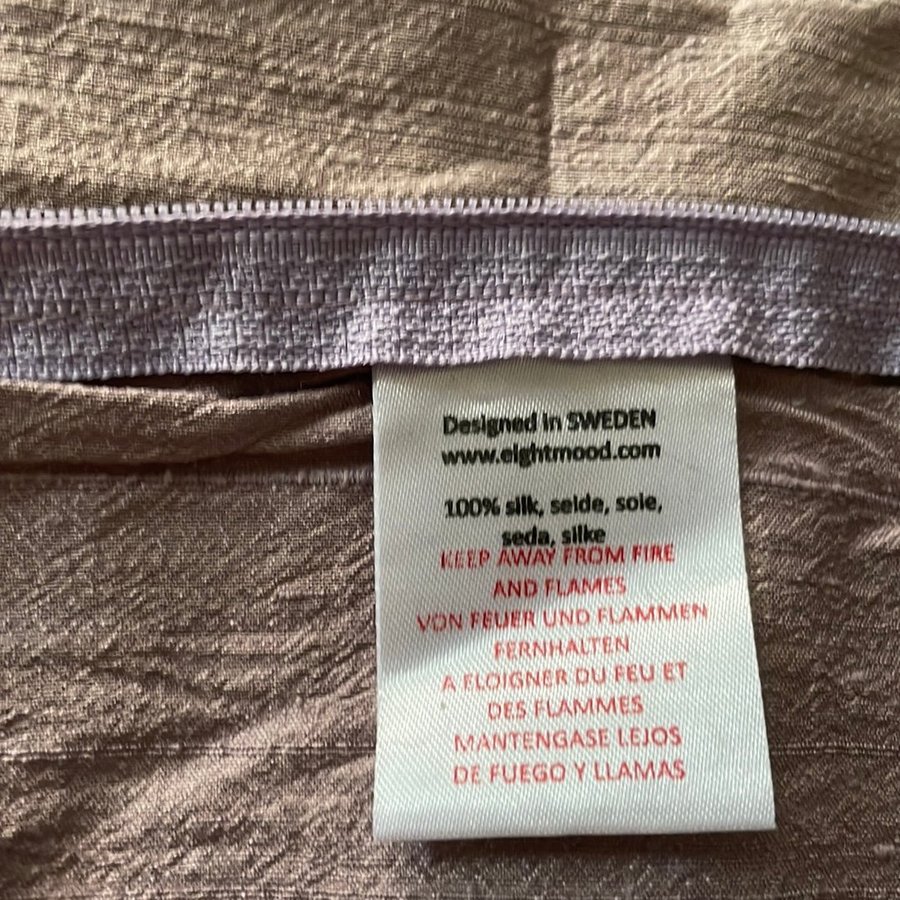 Designed in SWEDEN
www.eightmood.com
100% silk, seide, soie,
seda, silke
KEEP AWAY FROM FIRE
AND FLAMES
VON FEUER UND FLAMMEN
FERNHALTEN
A ELOIGNER DU FEU ET
DES FLAMMES
MANTENGASE LEJOS
DE FUEGO Y LLAMAS